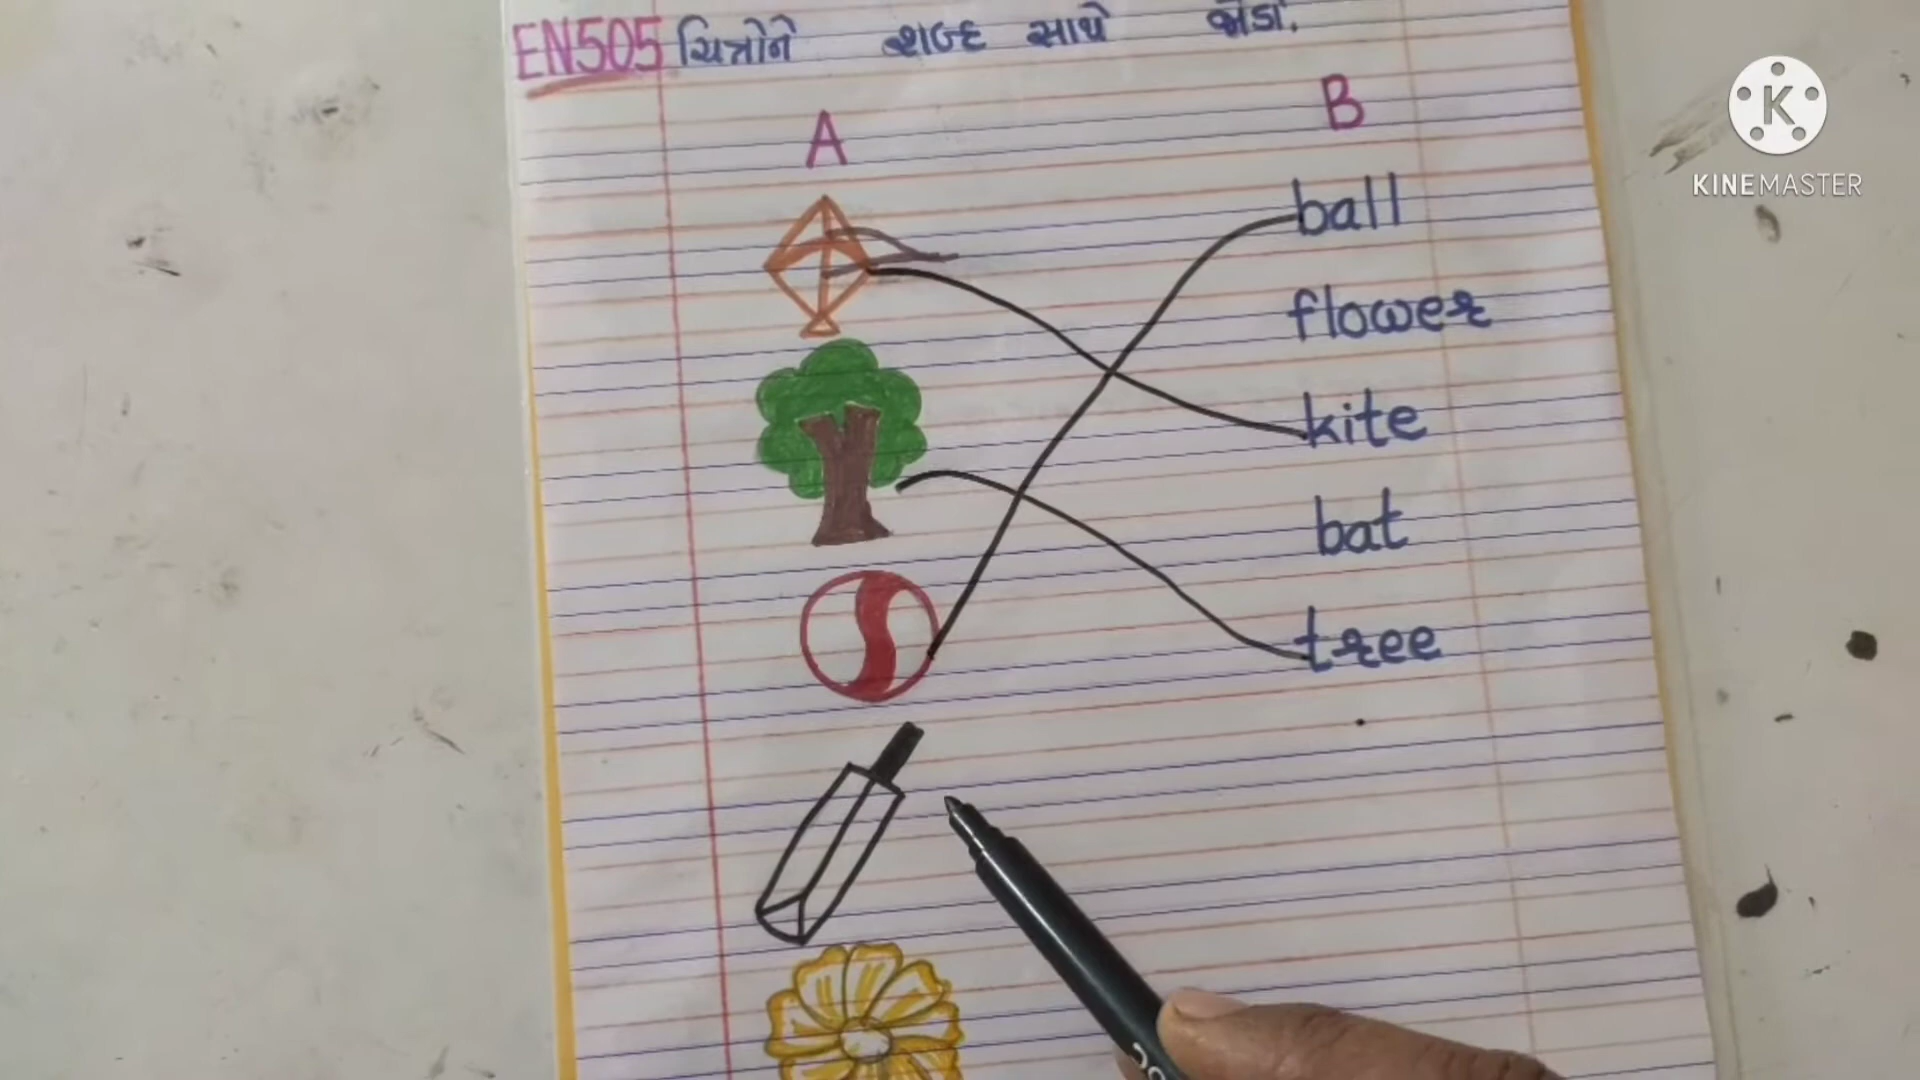 EN505 ચિત્રોને શબ્દ સાથે જોડો.
A B
ball
flower
kite
bat
tree
K
KINEMASTER